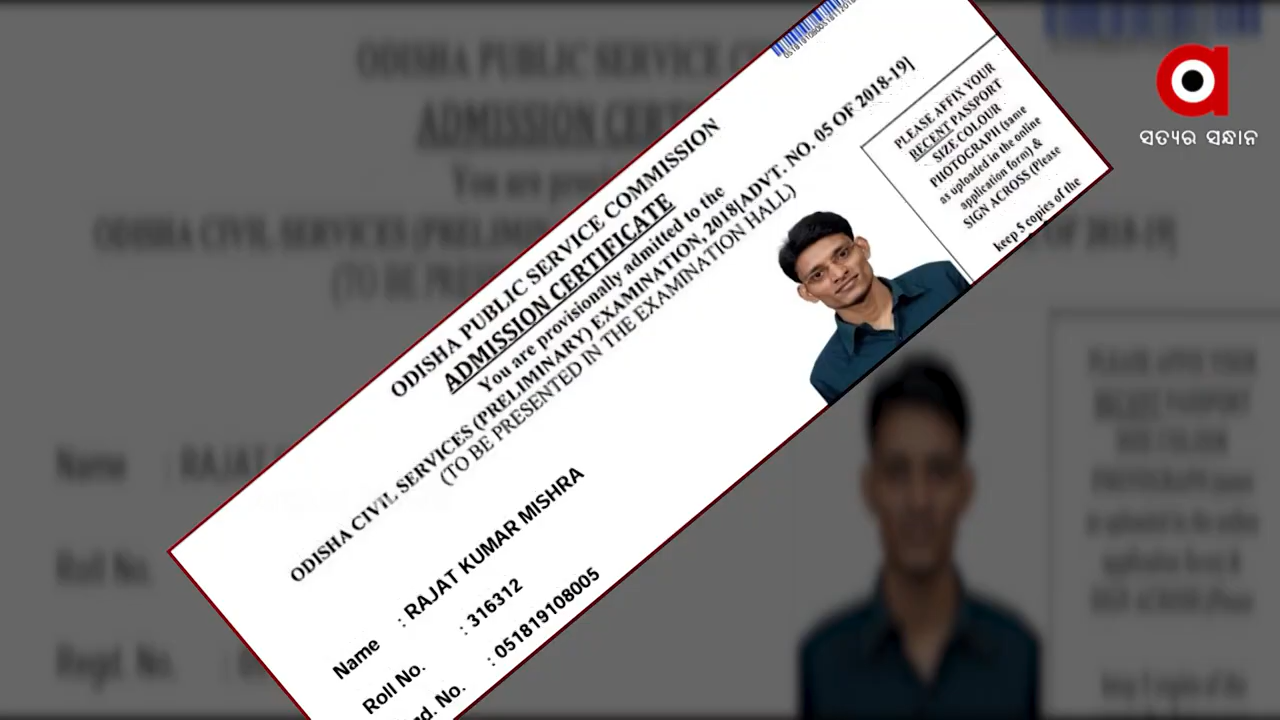 ODISHA PUBLIC SERVICE COMMISSION
ADMISSION CERTIFICATE
You are provisionally admitted to the
ODISHA CIVIL SERVICES (PRELIMINARY) EXAMINATION, 2018[ADVT. NO. 05 OF 2018-19]
(TO BE PRESENTED IN THE EXAMINATION HALL)
PLEASE AFFIX YOUR
RECENT PASSPORT
SIZE COLOUR
PHOTOGRAPH (same
as uploaded in the online
application form) &
SIGN ACROSS (Please
keep 5 copies of the
Name : RAJAT KUMAR MISHRA
Roll No. : 316312
d. No. : 051819108005
a
ସତ୍ୟର ସନ୍ଧାନ